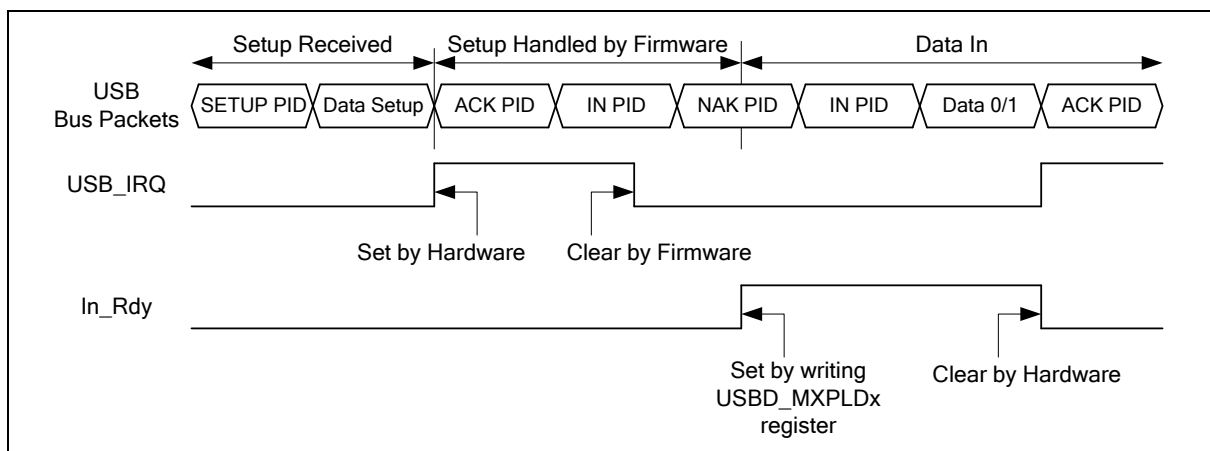 Setup Received
Setup Handled by Firmware
Data In
USB
Bus Packets
SETUP PID
Data Setup
ACK PID
IN PID
NAK PID
IN PID
Data 0/1
ACK PID
USB_IRQ
Set by Hardware
Clear by Firmware
In_Rdy
Set by writing
USBD_MXPLDx
register
Clear by Hardware